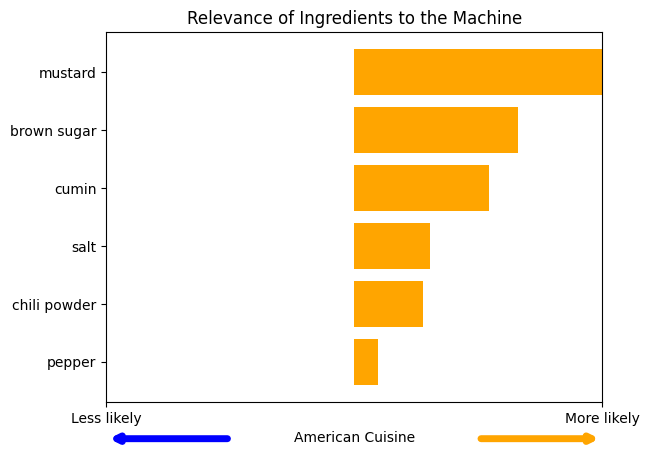 Relevance of Ingredients to the Machine
mustard
brown sugar
cumin
salt
chili powder
pepper
Less likely
More likely
American Cuisine